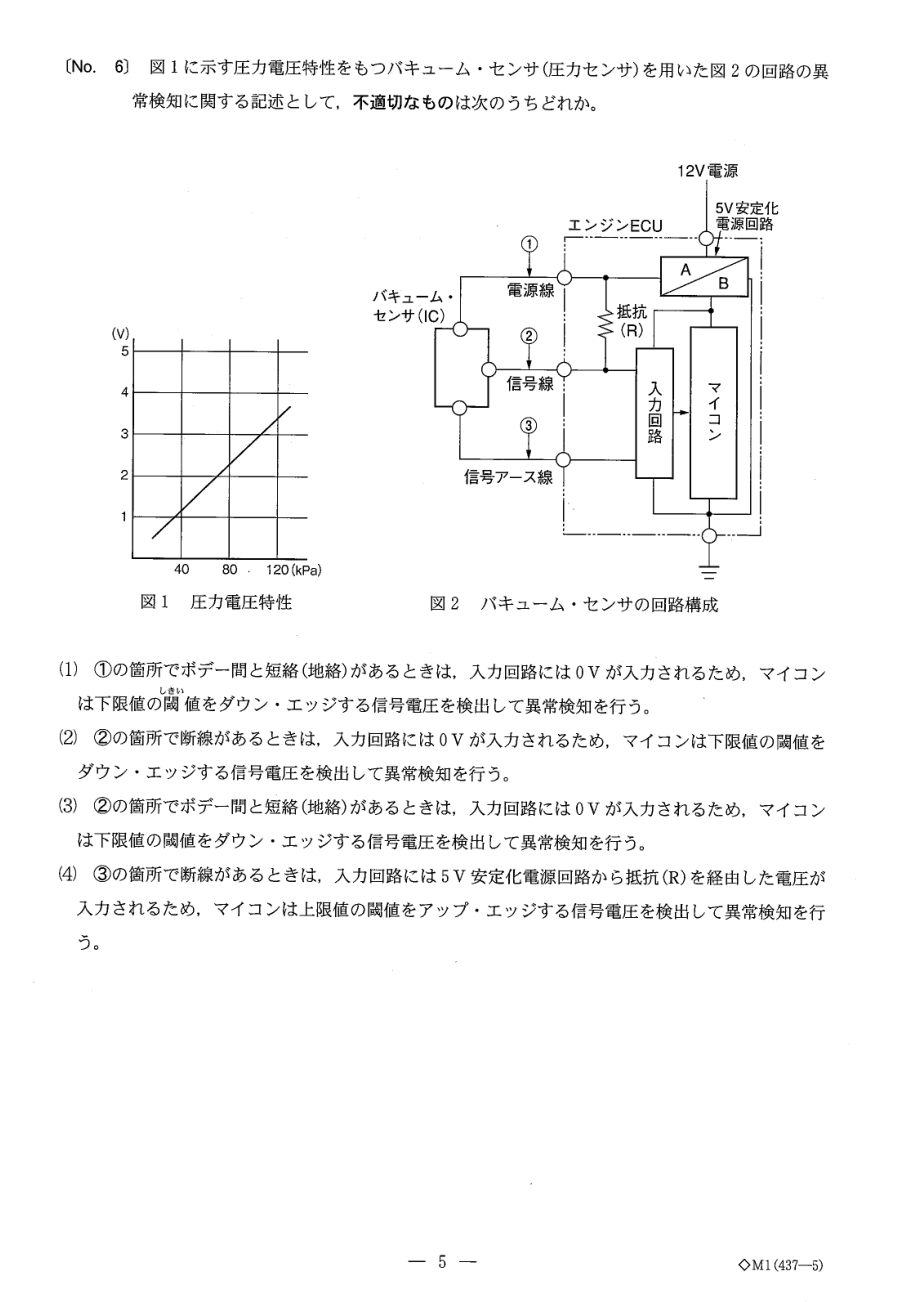 〔No. 6〕 図1に示す圧力電圧特性をもつバキューム・センサ(圧力センサ)を用いた図2の回路の異
常検知に関する記述として，不適切なものは次のうちどれか。
12V電源
5V安定化
電源回路
エンジンECU
①
A
B
電源線
バキューム・
センサ(IC)
抵抗
(R)
②
信号線
入力回路
マイコン
③
信号アース線
(V)
5
4
3
2
1
40 80 120(kPa)
図1 圧力電圧特性
図2 バキューム・センサの回路構成
⑴ ①の箇所でボデー間と短絡(地絡)があるときは，入力回路には0Vが入力されるため，マイコン
しきい
は下限値の閾値をダウン・エッジする信号電圧を検出して異常検知を行う。
⑵ ②の箇所で断線があるときは，入力回路には0Vが入力されるため，マイコンは下限値の閾値を
ダウン・エッジする信号電圧を検出して異常検知を行う。
⑶ ②の箇所でボデー間と短絡(地絡)があるときは，入力回路には0Vが入力されるため，マイコン
は下限値の閾値をダウン・エッジする信号電圧を検出して異常検知を行う。
⑷ ③の箇所で断線があるときは，入力回路には5V安定化電源回路から抵抗(R)を経由した電圧が
入力されるため，マイコンは上限値の閾値をアップ・エッジする信号電圧を検出して異常検知を行
う。
— 5 —
◇M1(437—5)